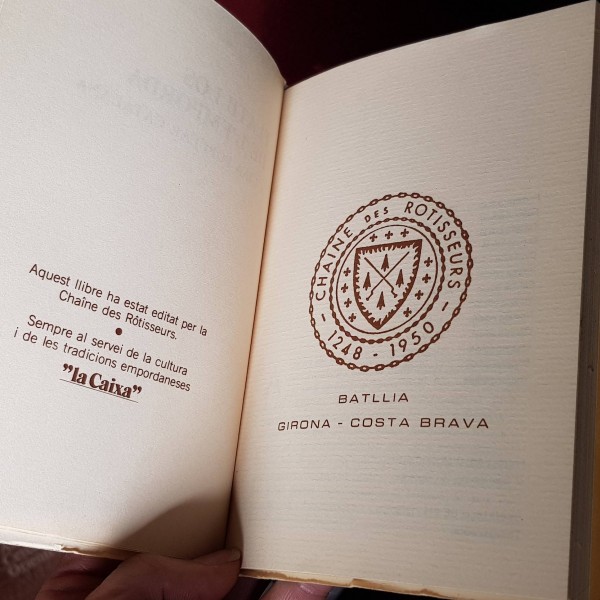 Aquest llibre ha estat editat per la
Chaîne des Rôtisseurs.
Sempre al servei de la cultura
i de les tradicions empordaneses
"la Caixa"
CHAINE DES ROTISSEURS
1248 - 1950
BATLLIA
GIRONA - COSTA BRAVA